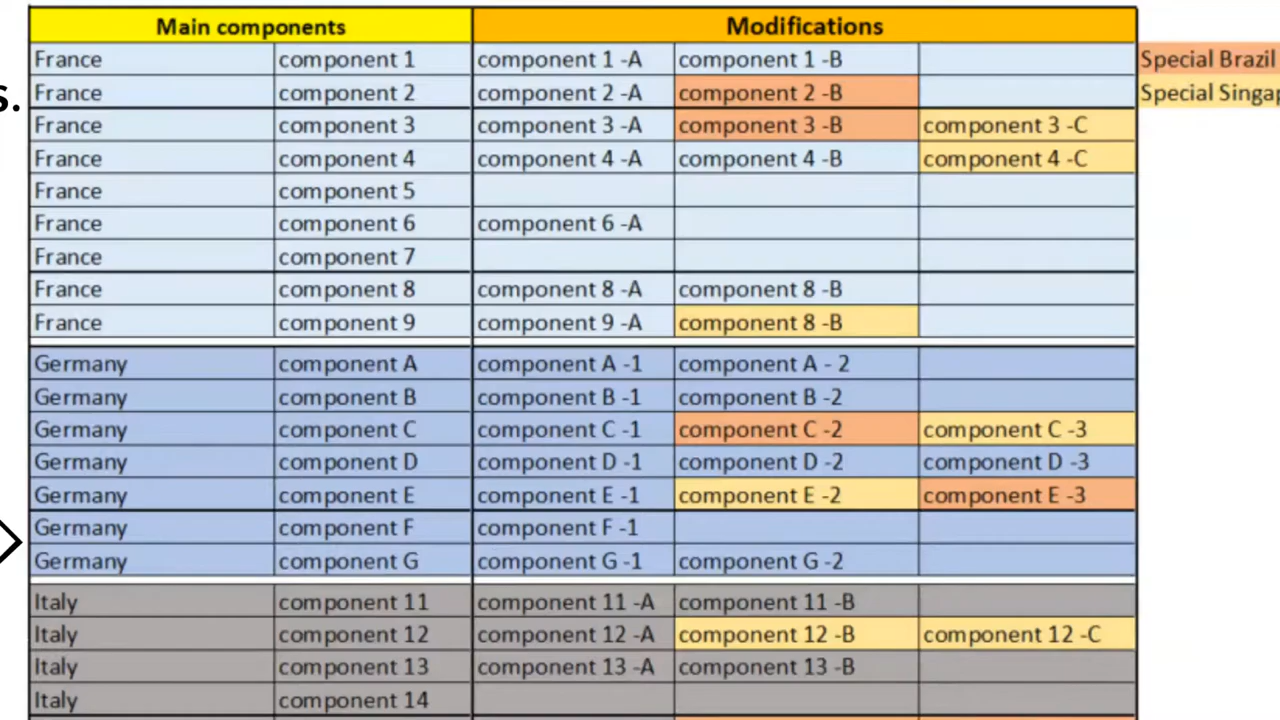 Main components Modifications
France component 1 component 1 -A component 1 -B Special Brazil
s. France component 2 component 2 -A component 2 -B Special
France component 3 component 3 -A component 3 -B component 3 -C
France component 4 component 4 -A component 4 -B component 4 -C
France component 5
France component 6 component 6 -A
France component 7
France component 8 component 8 -A component 8 -B
France component 9 component 9 -A component 8 -B
Germany component A component A -1 component A - 2
Germany component B component B -1 component B -2
Germany component C component C -1 component C -2 component C -3
Germany component D component D -1 component D -2 component D -3
Germany component E component E -1 component E -2 component E -3
Germany component F component F -1
Germany component G component G -1 component G -2
Italy component 11 component 11 -A component 11 -B
Italy component 12 component 12 -A component 12 -B component 12 -C
Italy component 13 component 13 -A component 13 -B
Italy component 14